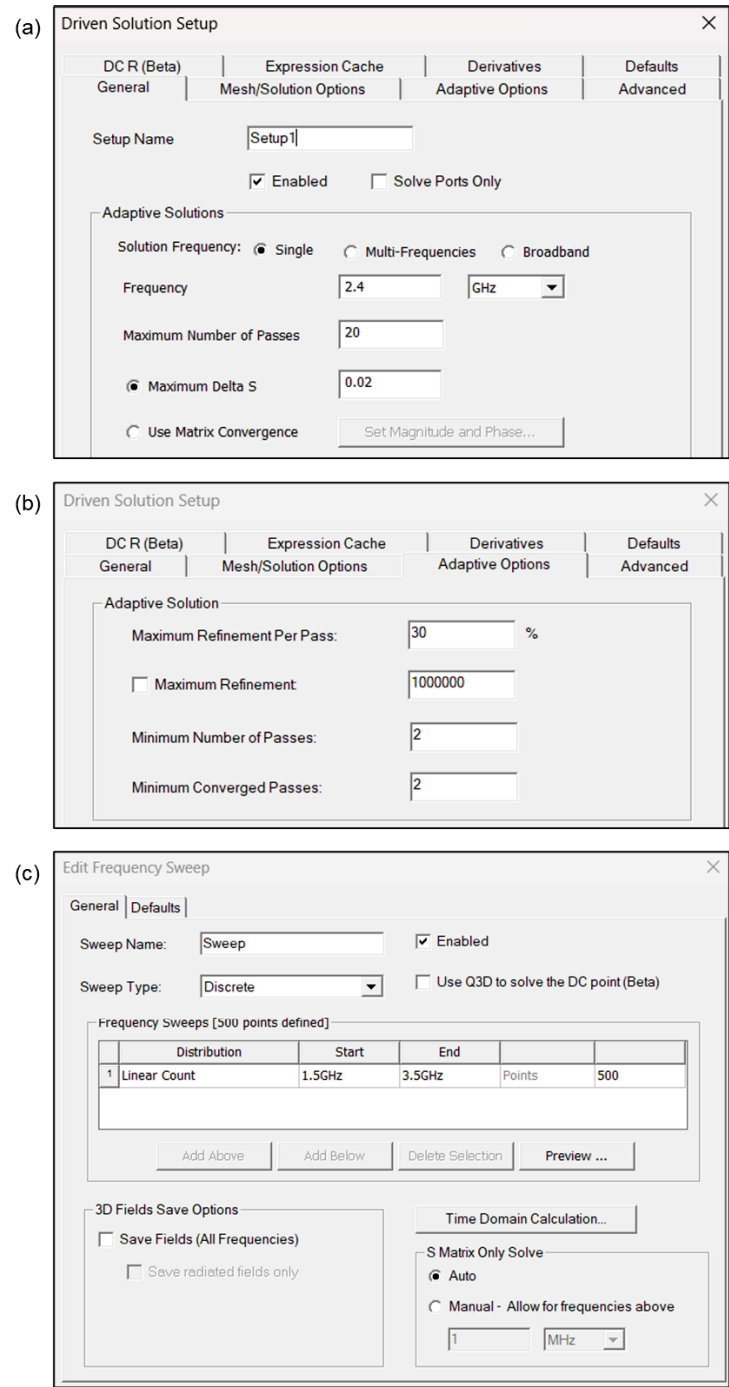 (a)
Driven Solution Setup
DC R (Beta) Expression Cache Derivatives Defaults
General Mesh/Solution Options Adaptive Options Advanced
Setup Name Setup1
Enabled Solve Ports Only
Adaptive Solutions
Solution Frequency: Single Multi-Frequencies Broadband
Frequency 2.4 GHz
Maximum Number of Passes 20
Maximum Delta S 0.02
Use Matrix Convergence Set Magnitude and Phase...
(b)
Driven Solution Setup
DC R (Beta) Expression Cache Derivatives Defaults
General Mesh/Solution Options Adaptive Options Advanced
Adaptive Solution
Maximum Refinement Per Pass: 30 %
Maximum Refinement: 1000000
Minimum Number of Passes: 2
Minimum Converged Passes: 2
(c)
Edit Frequency Sweep
General Defaults
Sweep Name: Sweep Enabled
Sweep Type: Discrete Use Q3D to solve the DC point (Beta)
Frequency Sweeps [500 points defined]
Distribution Start End
1 Linear Count 1.5GHz 3.5GHz Points 500
Add Above Add Below Delete Selection Preview ...
3D Fields Save Options
Save Fields (All Frequencies)
Save radiated fields only
Time Domain Calculation...
S Matrix Only Solve
Auto
Manual - Allow for frequencies above
1 MHz